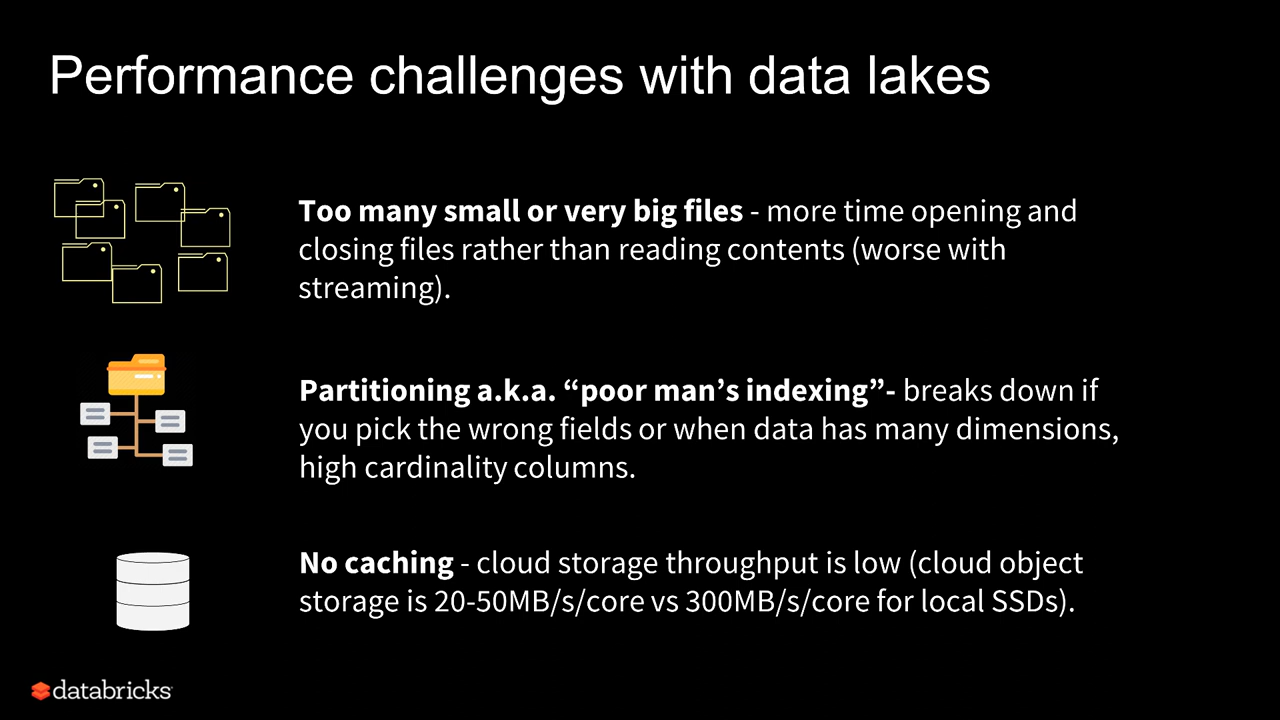 Performance challenges with data lakes
Too many small or very big files - more time opening and
closing files rather than reading contents (worse with
streaming).
Partitioning a.k.a. “poor man’s indexing”- breaks down if
you pick the wrong fields or when data has many dimensions,
high cardinality columns.
No caching - cloud storage throughput is low (cloud object
storage is 20-50MB/s/core vs 300MB/s/core for local SSDs).
databricks